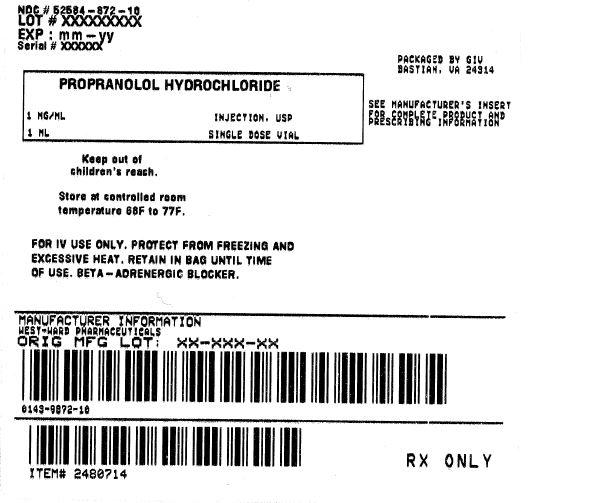 NDC # 52584-872-10
LOT # XXXXXXXXX
EXP : mm-yy
Serial # XXXXXX
PACKAGED BY GIV
BASTIAN, VA 24314
PROPRANOLOL HYDROCHLORIDE
1 MG/ML INJECTION, USP
1 ML SINGLE DOSE VIAL
SEE MANUFACTURER'S INSERT
FOR COMPLETE PRODUCT AND
PRESCRIBING INFORMATION
Keep out of
children's reach.
Store at controlled room
temperature 68F to 77F.
FOR IV USE ONLY. PROTECT FROM FREEZING AND
EXCESSIVE HEAT. RETAIN IN BAG UNTIL TIME
OF USE. BETA-ADRENERGIC BLOCKER.
MANUFACTURER INFORMATION
WEST-WARD PHARMACEUTICALS
ORIG MFG LOT: XX-XXX-XX
0143-9872-10
ITEM# 2480714
RX ONLY